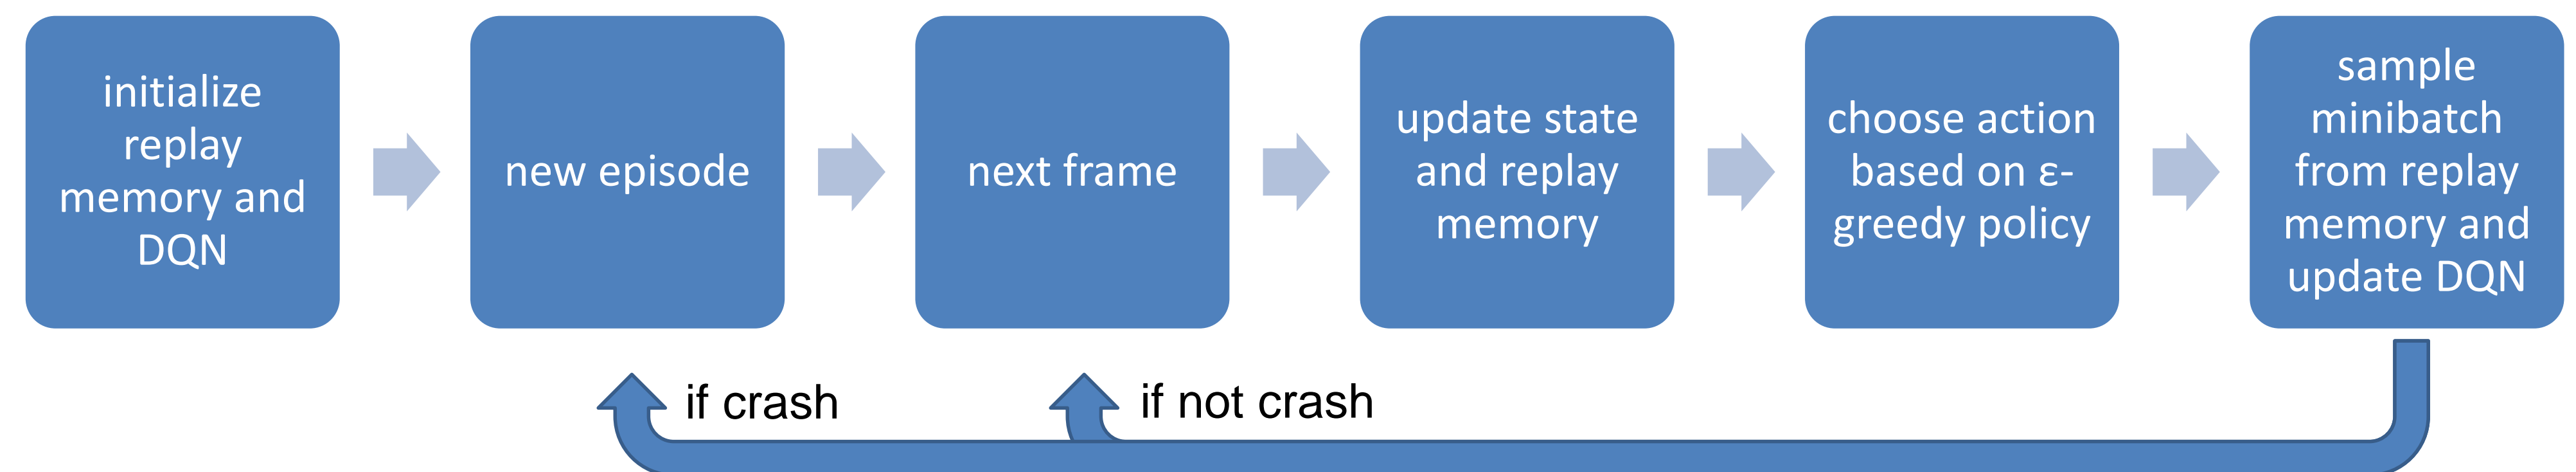 initialize
replay
memory and
DQN
new episode
next frame
update state
and replay
memory
choose action
based on ε-
greedy policy
sample
minibatch
from replay
memory and
update DQN
if crash
if not crash